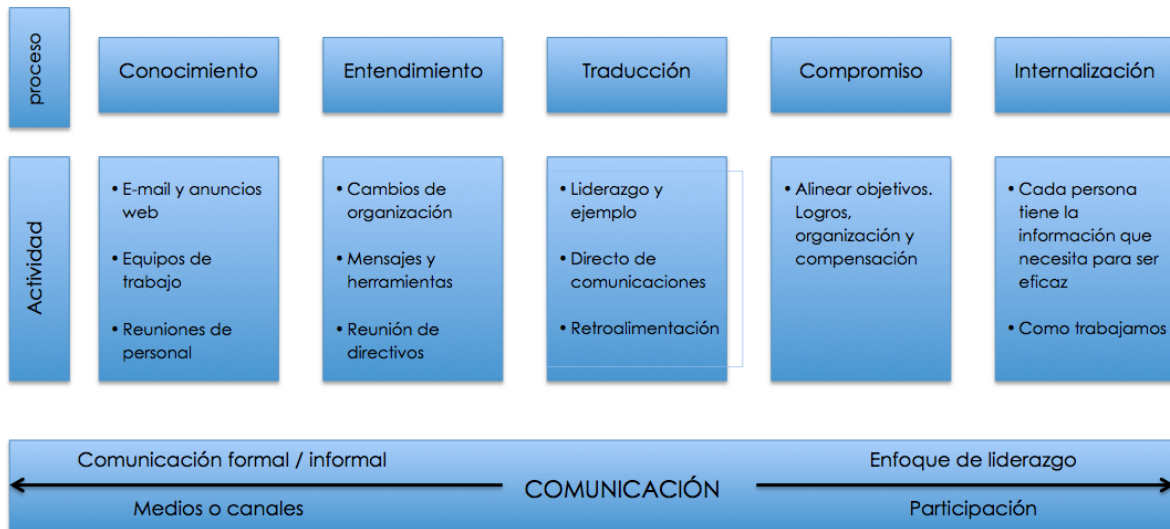 proceso
Conocimiento
Entendimiento
Traducción
Compromiso
Internalización
Actividad
• E-mail y anuncios
web
• Equipos de
trabajo
• Reuniones de
personal
• Cambios de
organización
• Mensajes y
herramientas
• Reunión de
directivos
• Liderazgo y
ejemplo
• Directo de
comunicaciones
• Retroalimentación
• Alinear objetivos.
Logros,
organización y
compensación
• Cada persona
tiene la
información que
necesita para ser
eficaz
• Como trabajamos
Comunicación formal / informal
Medios o canales
COMUNICACIÓN
Enfoque de liderazgo
Participación